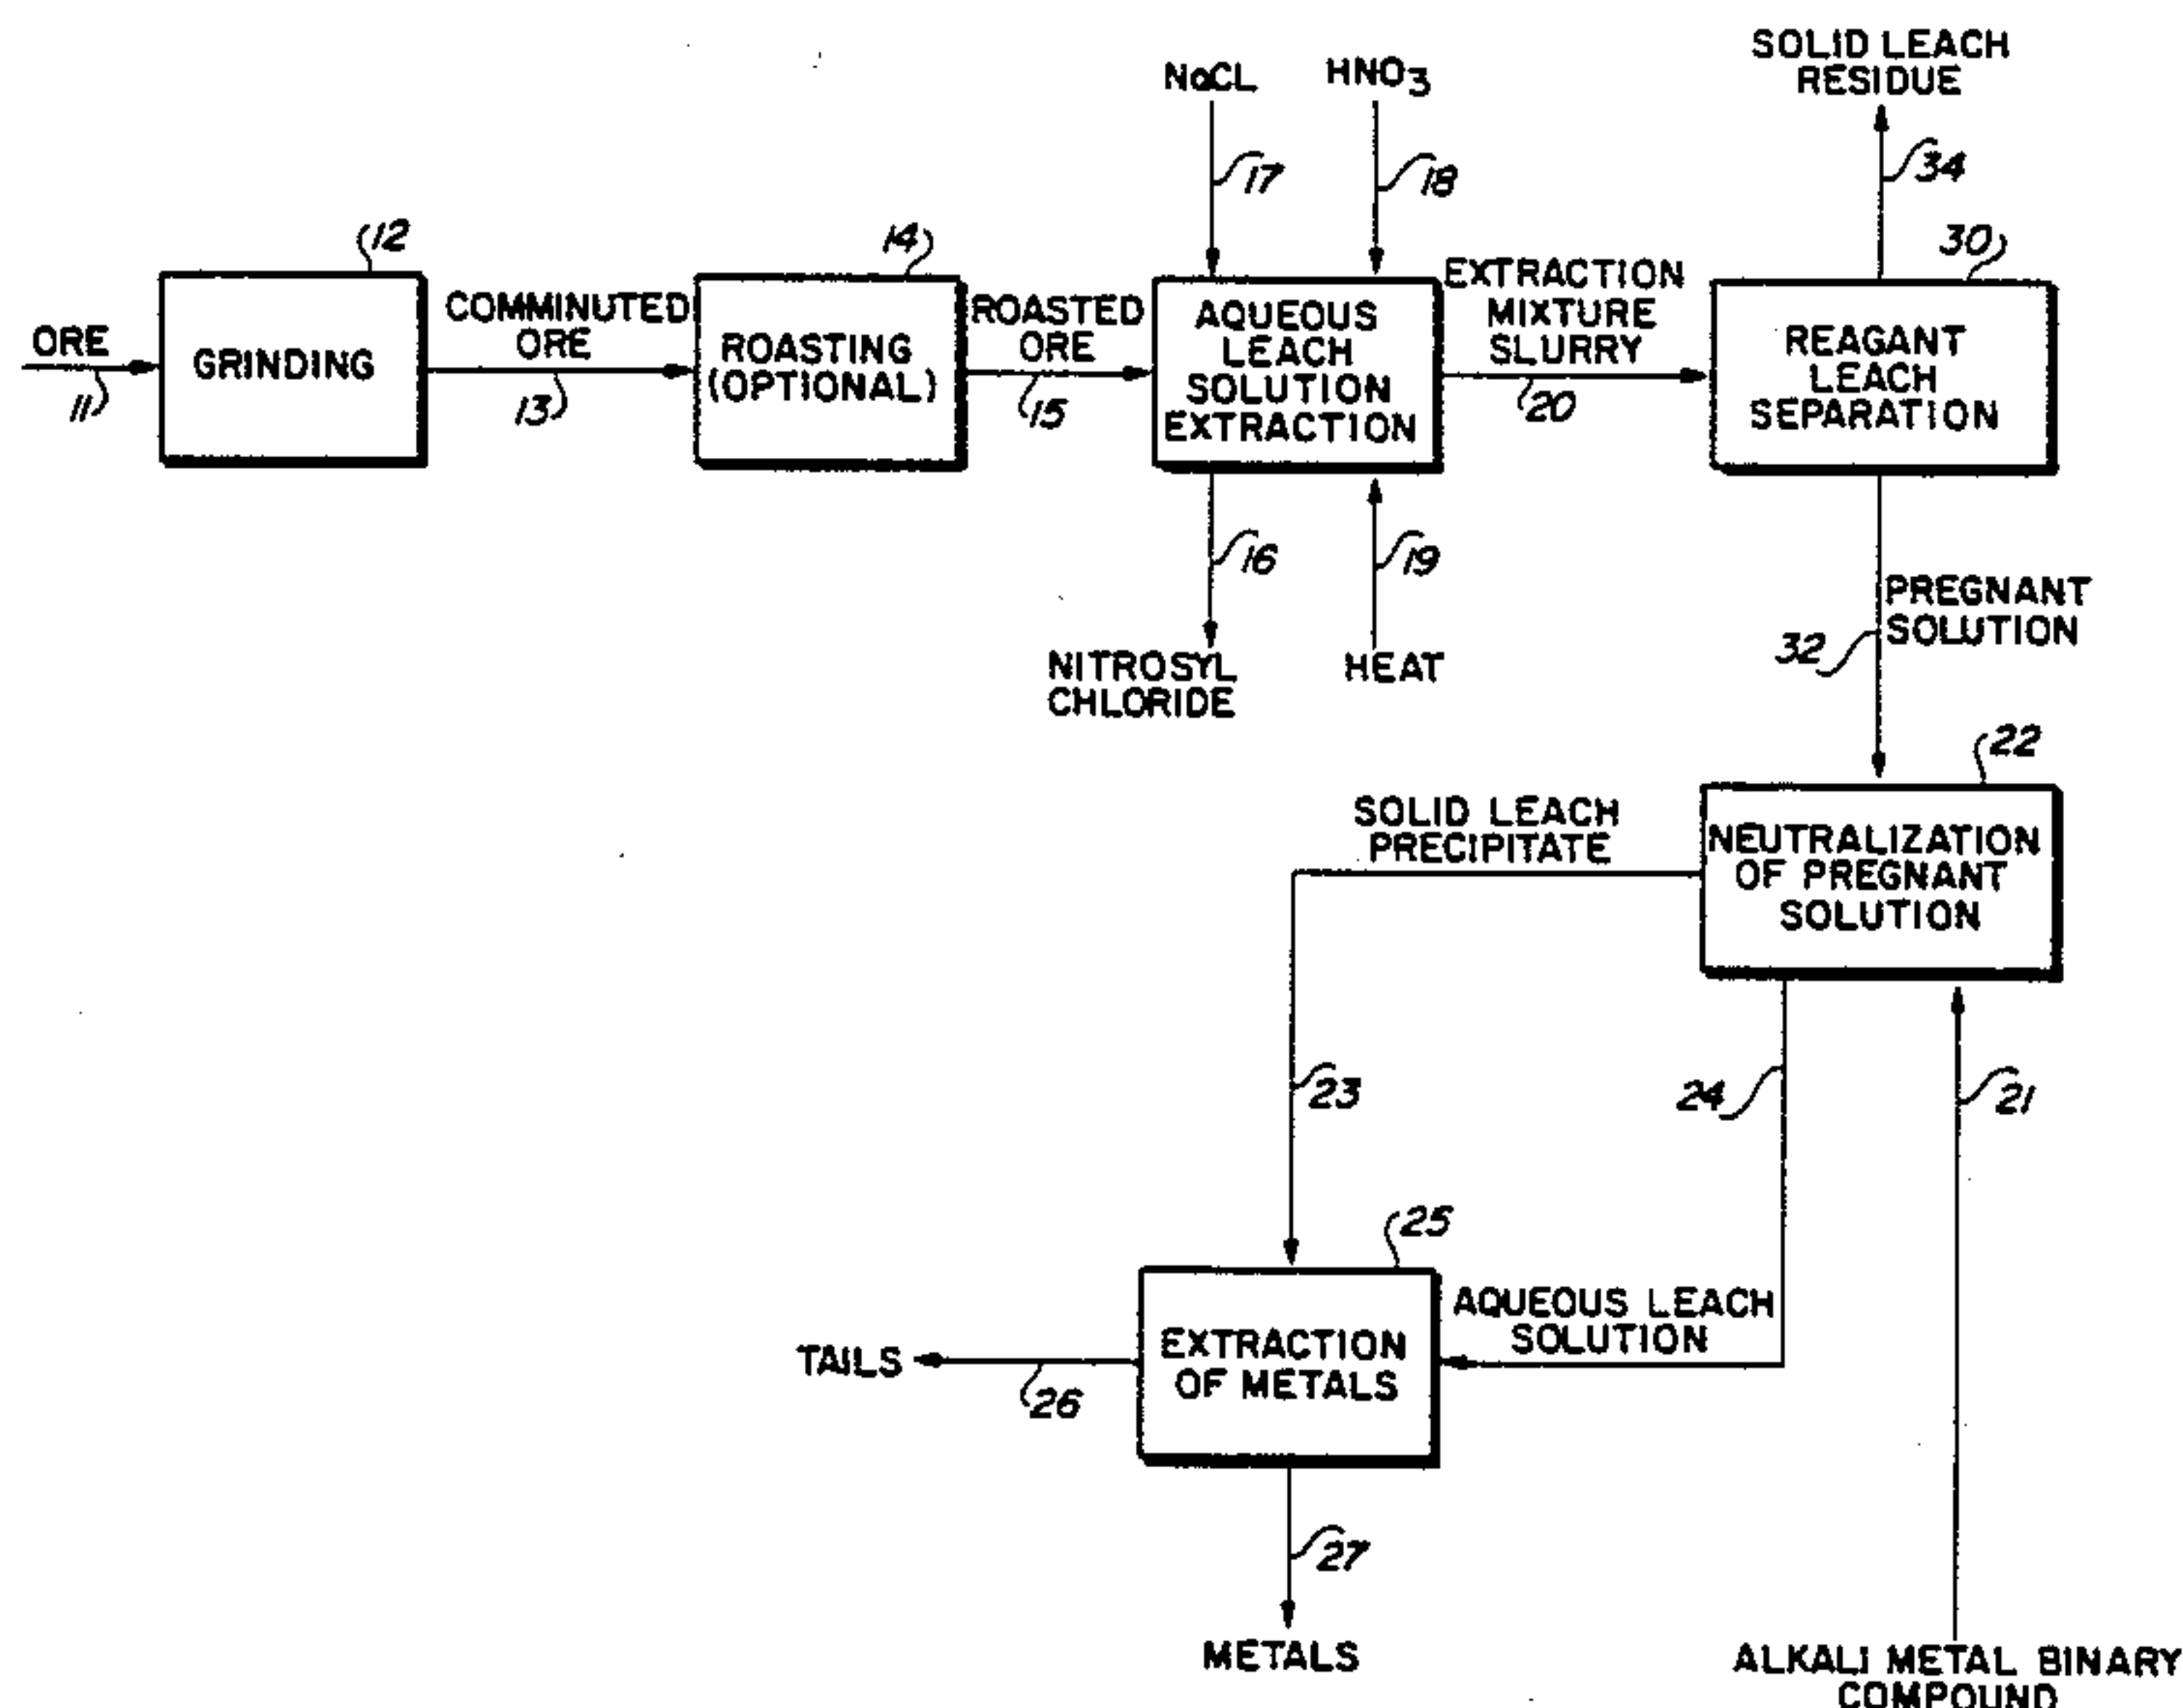 ORE
11
GRINDING
12
COMMINUTED
ORE
13
ROASTING
(OPTIONAL)
14
ROASTED
ORE
15
NaCL
17
HNO3
18
AQUEOUS
LEACH
SOLUTION
EXTRACTION
16
NITROSYL
CHLORIDE
19
HEAT
EXTRACTION
MIXTURE
SLURRY
20
SOLID LEACH
RESIDUE
34
30
REAGANT
LEACH
SEPARATION
PREGNANT
SOLUTION
32
22
NEUTRALIZATION
OF PREGNANT
SOLUTION
SOLID LEACH
PRECIPITATE
23
24
21
25
EXTRACTION
OF METALS
AQUEOUS LEACH
SOLUTION
TAILS
26
27
METALS
ALKALI METAL BINARY
COMPOUND